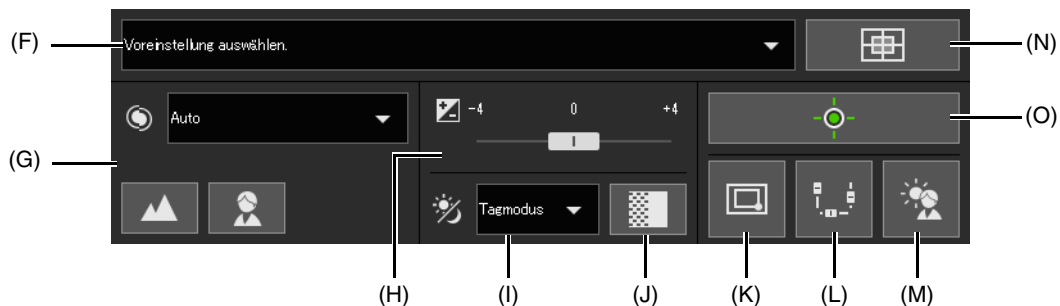 (F)
Voreinstellung auswählen.
(N)
Auto
-4 0 +4
(O)
(G)
Tagmodus
(H) (I) (J) (K) (L) (M)